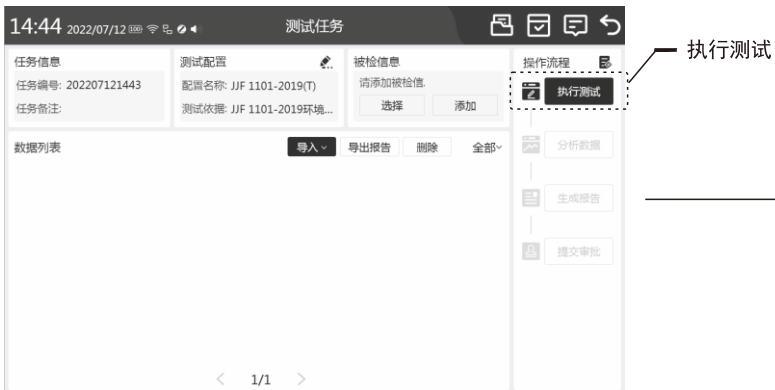 14:44 2022/07/12 测试任务
执行测试
任务信息
任务编号: 202207121443
任务备注:
测试配置
配置名称: JJF 1101-2019(T)
测试依据: JJF 1101-2019环境...
被检信息
请添加被检信.
选择 添加
操作流程
执行测试
分析数据
生成报告
提交审批
数据列表 导入 导出报告 删除 全部
1/1